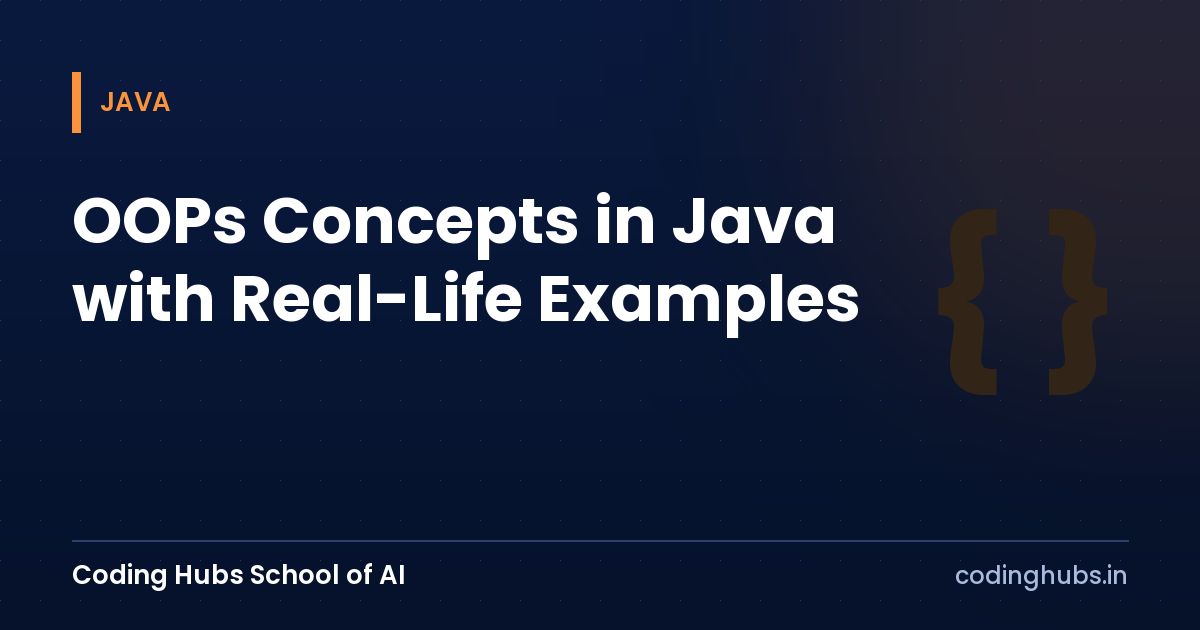 JAVA
OOPs Concepts in Java
with Real-Life Examples
{ }
Coding Hubs School of AI
codinghubs.in